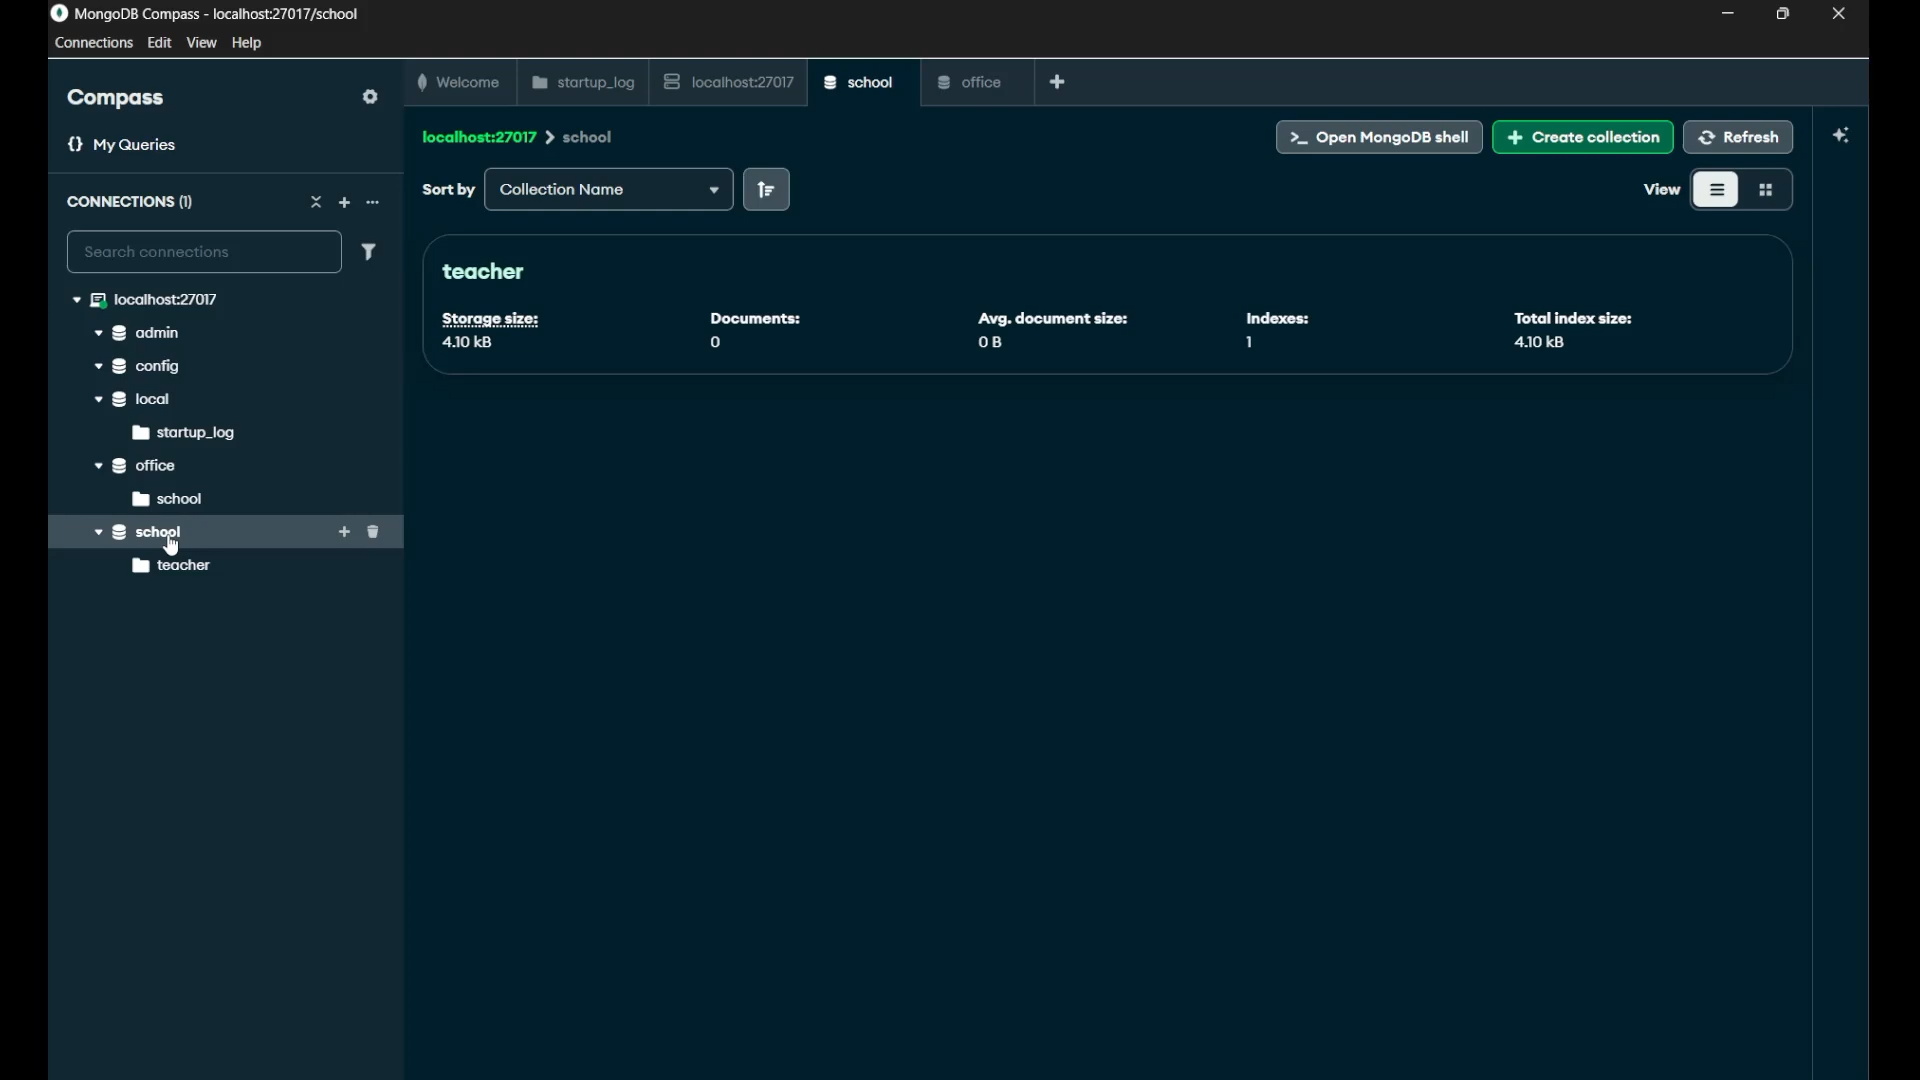 MongoDB Compass - localhost:27017/school
Connections Edit View Help
Compass
{} My Queries
CONNECTIONS (1)
Search connections
localhost:27017
admin
config
local
startup_log
office
school
school
teacher
Welcome startup_log localhost:27017 school office
localhost:27017 > school
>_ Open MongoDB shell + Create collection Refresh
Sort by Collection Name View
teacher
Storage size: Documents: Avg. document size: Indexes: Total index size:
4.10 kB 0 0 B 1 4.10 kB